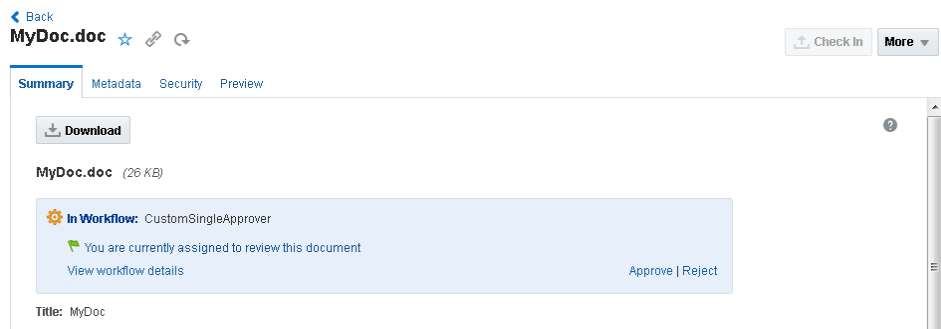 Back
MyDoc.doc
Check In More
Summary Metadata Security Preview
Download
MyDoc.doc (26 KB)
In Workflow: CustomSingleApprover
You are currently assigned to review this document
View workflow details Approve | Reject
Title: MyDoc